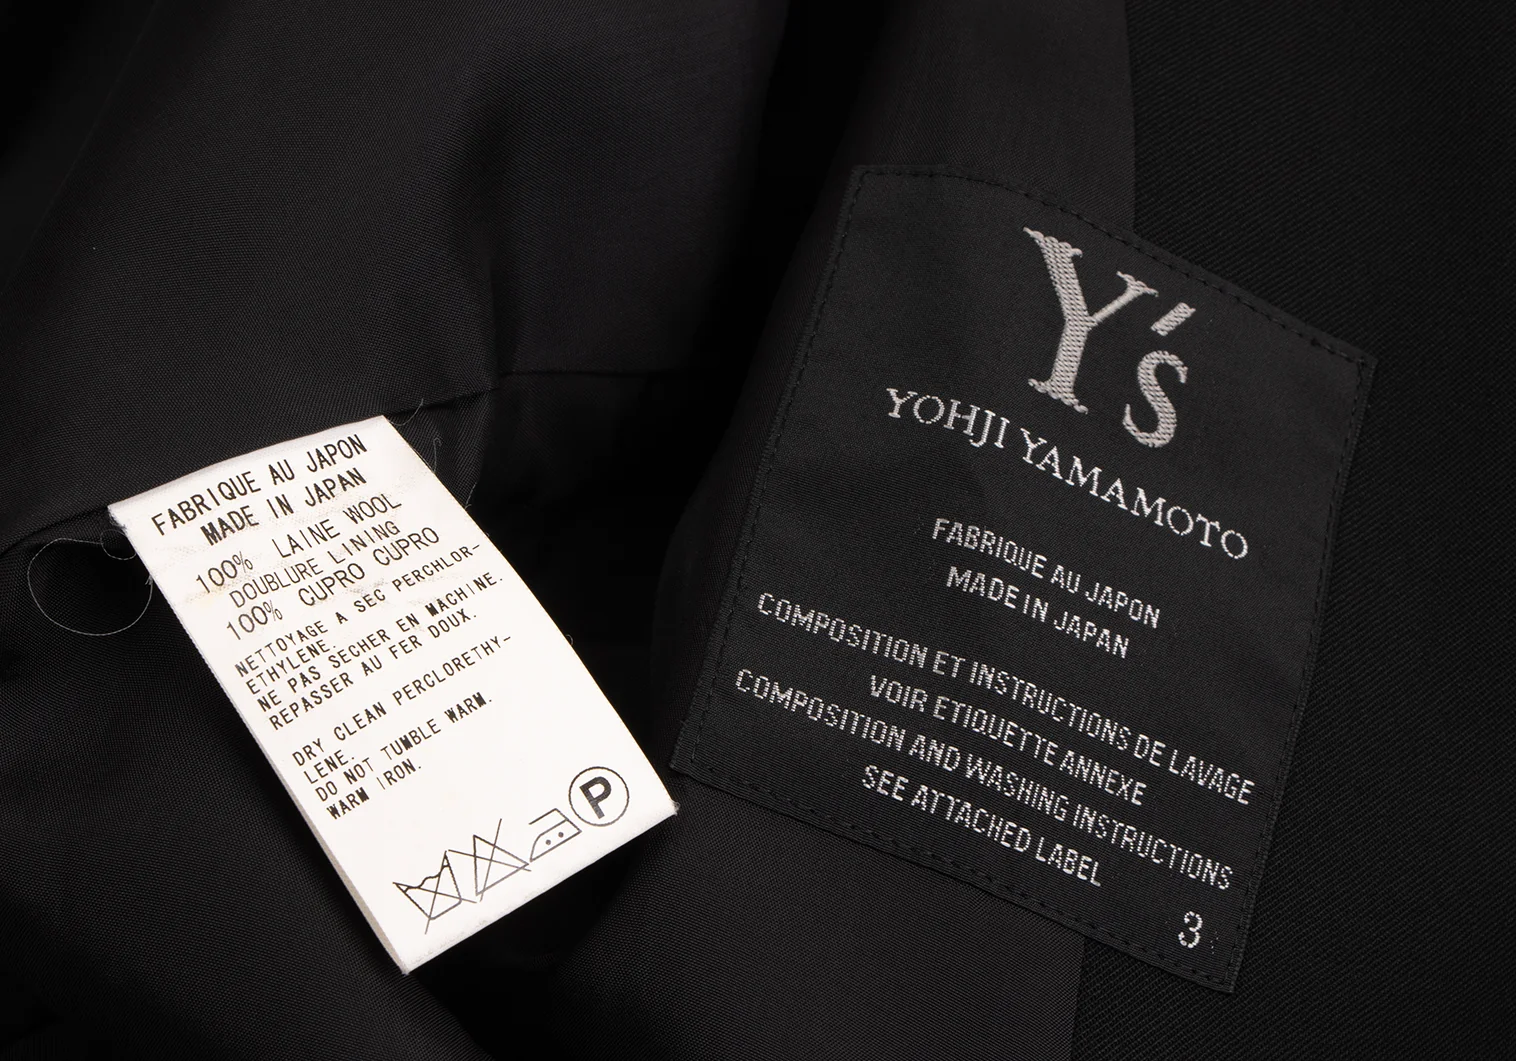 FABRIQUE AU JAPON
MADE IN JAPAN
100% LAINE WOOL
DOUBLURE LINING
100% CUPRO CUPRO
NETTOYAGE A SEC PERCHLOR-
ETHYLENE.
NE PAS SECHER EN MACHINE.
REPASSER AU FER DOUX.
DRY CLEAN PERCLORETHY-
LENE.
DO NOT TUMBLE WARM.
WARM IRON.
P
Y's
YOHJI YAMAMOTO
FABRIQUE AU JAPON
MADE IN JAPAN
COMPOSITION ET INSTRUCTIONS DE LAVAGE
VOIR ETIQUETTE ANNEXE
COMPOSITION AND WASHING INSTRUCTIONS
SEE ATTACHED LABEL
3